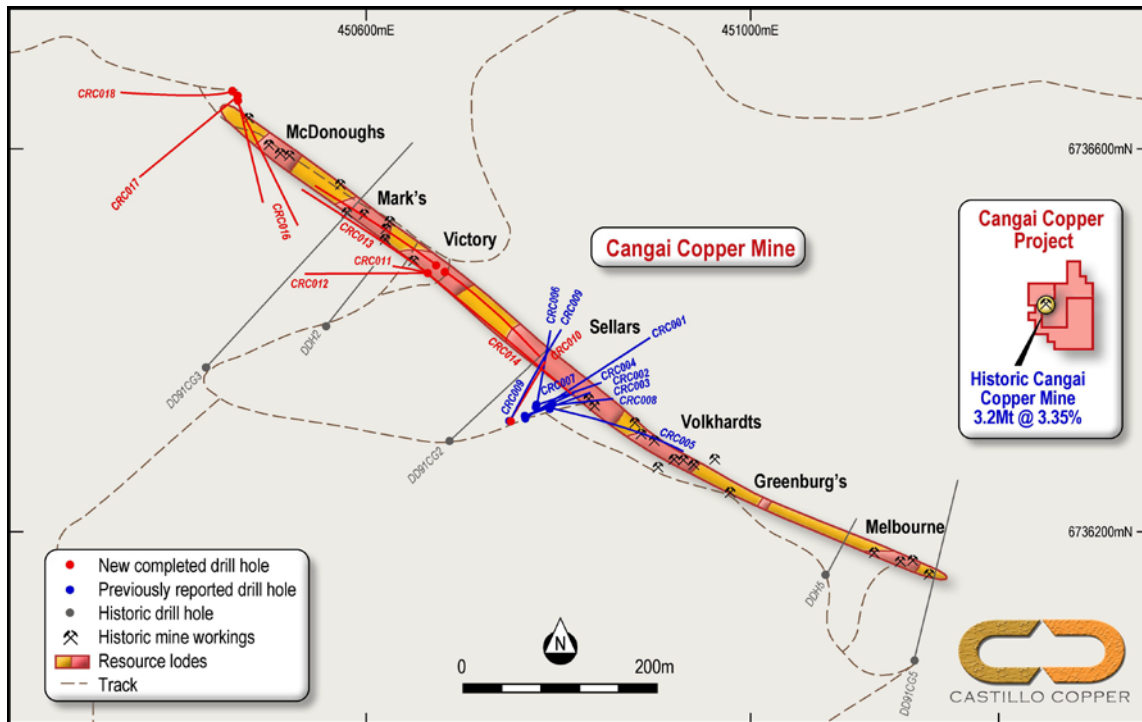 450600mE
451000mE
CRC018
McDoughs
6736600mN
CRC017
CRC016
Mark's
CRC013
Victory
CRC011
CRC012
Cangai Copper Mine
Cangai Copper
Project
Historic Cangai
Copper Mine
3.2Mt @ 3.35%
DDH2
DD91CG3
CRC006
CRC009
Sellars
CRC001
CRC014
CRC010
CRC004
CRC002
CRC003
CRC008
CRC007
CRC009
DD91CG2
Volkhardts
CRC005
Greenburg's
Melbourne
6736200mN
DDH5
DD91CG5
New completed drill hole
Previously reported drill hole
Historic drill hole
Historic mine workings
Resource lodes
Track
N
0
200m
CASTILLO COPPER